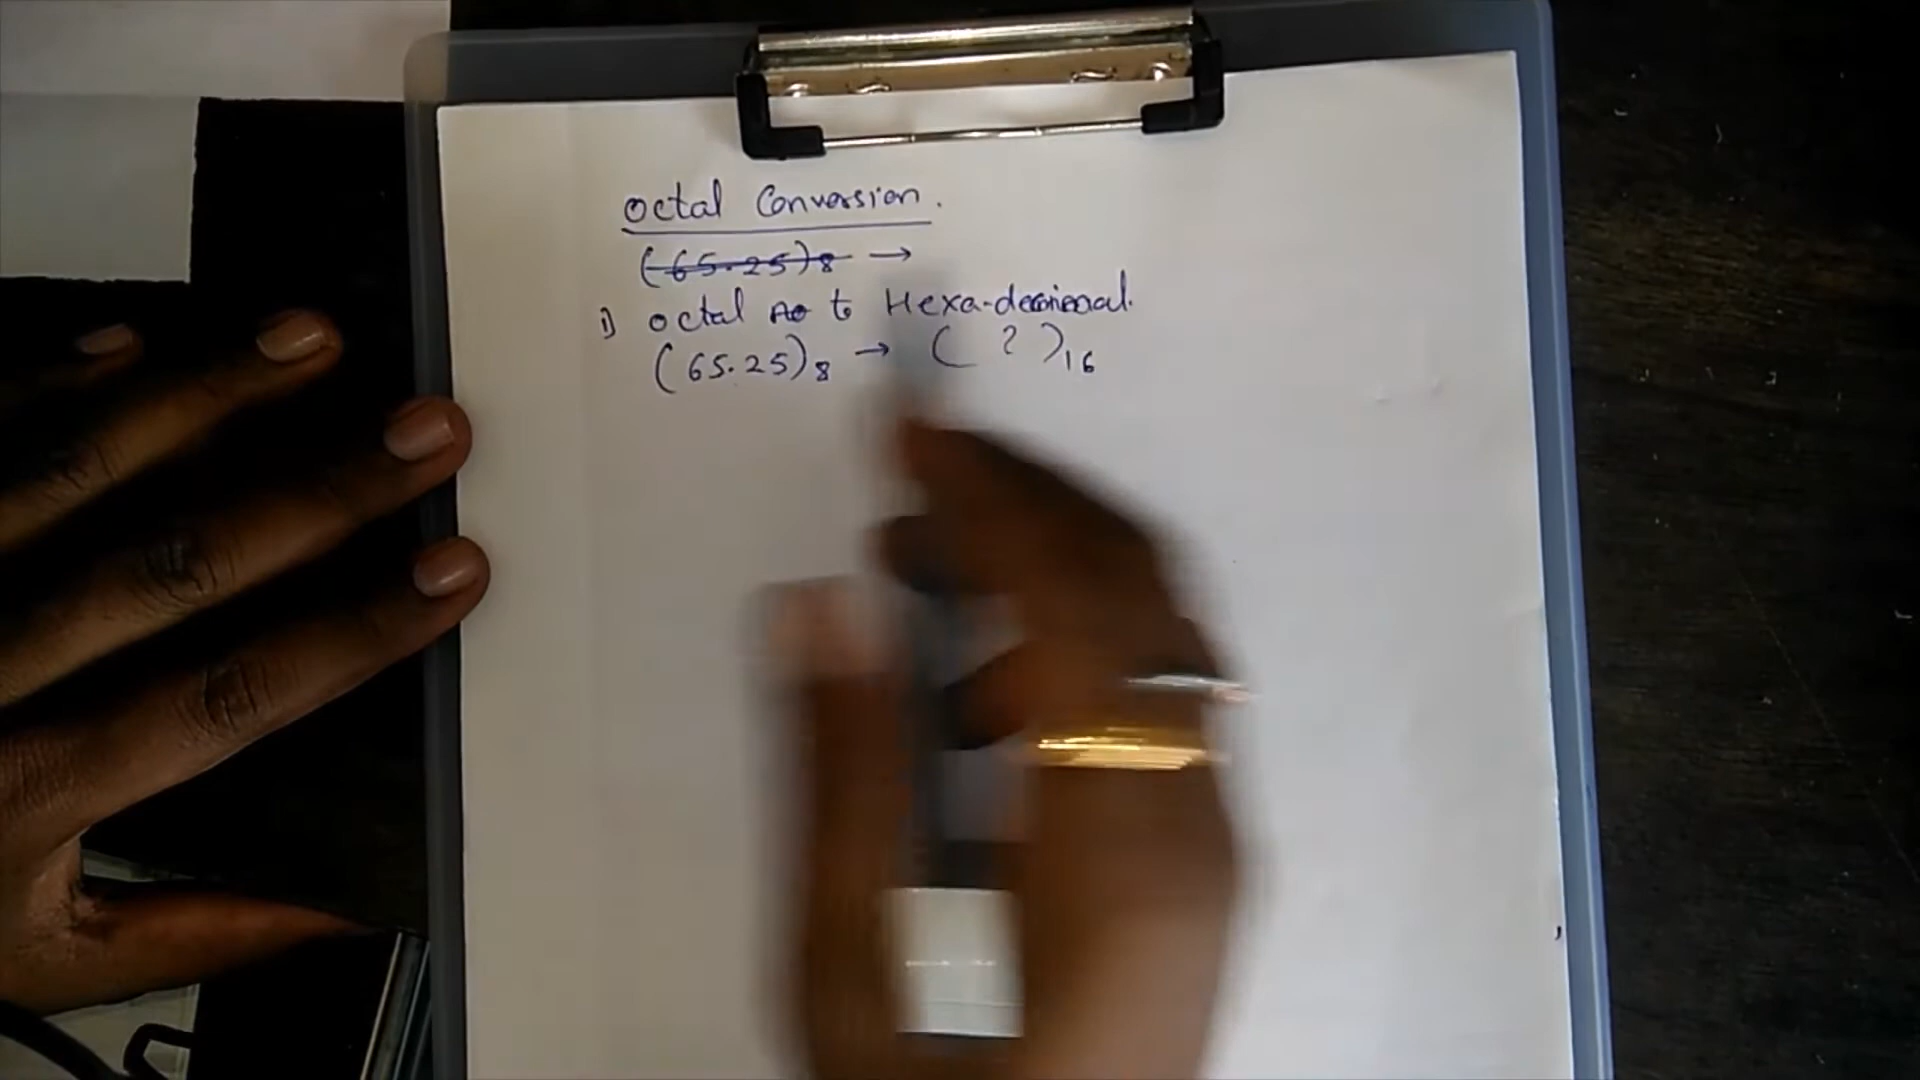 Octal Conversion.
(65.25)8 →
1) Octal to Hexa-decimal.
(65.25)8 → ( ? )16